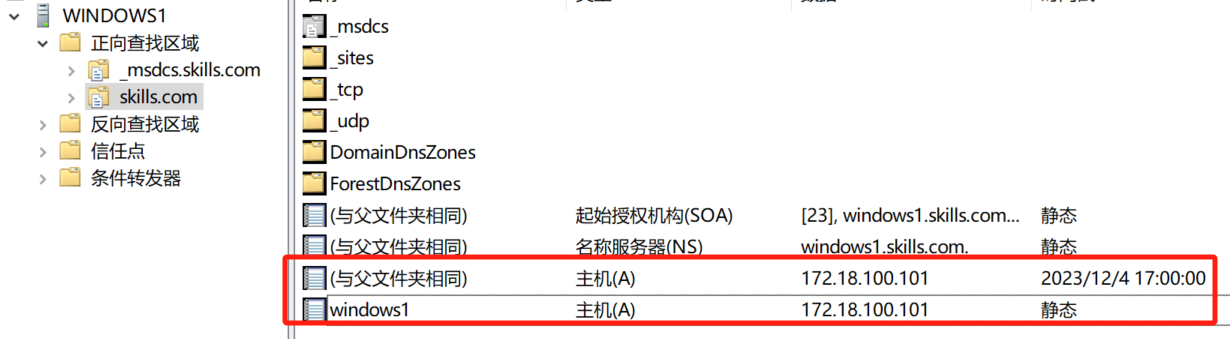 WINDOWS1
正向查找区域
_msdcs.skills.com
skills.com
反向查找区域
信任点
条件转发器
_msdcs
_sites
_tcp
_udp
DomainDnsZones
ForestDnsZones
(与父文件夹相同) 起始授权机构(SOA) [23], windows1.skills.com... 静态
(与父文件夹相同) 名称服务器(NS) windows1.skills.com. 静态
(与父文件夹相同) 主机(A) 172.18.100.101 2023/12/4 17:00:00
windows1 主机(A) 172.18.100.101 静态